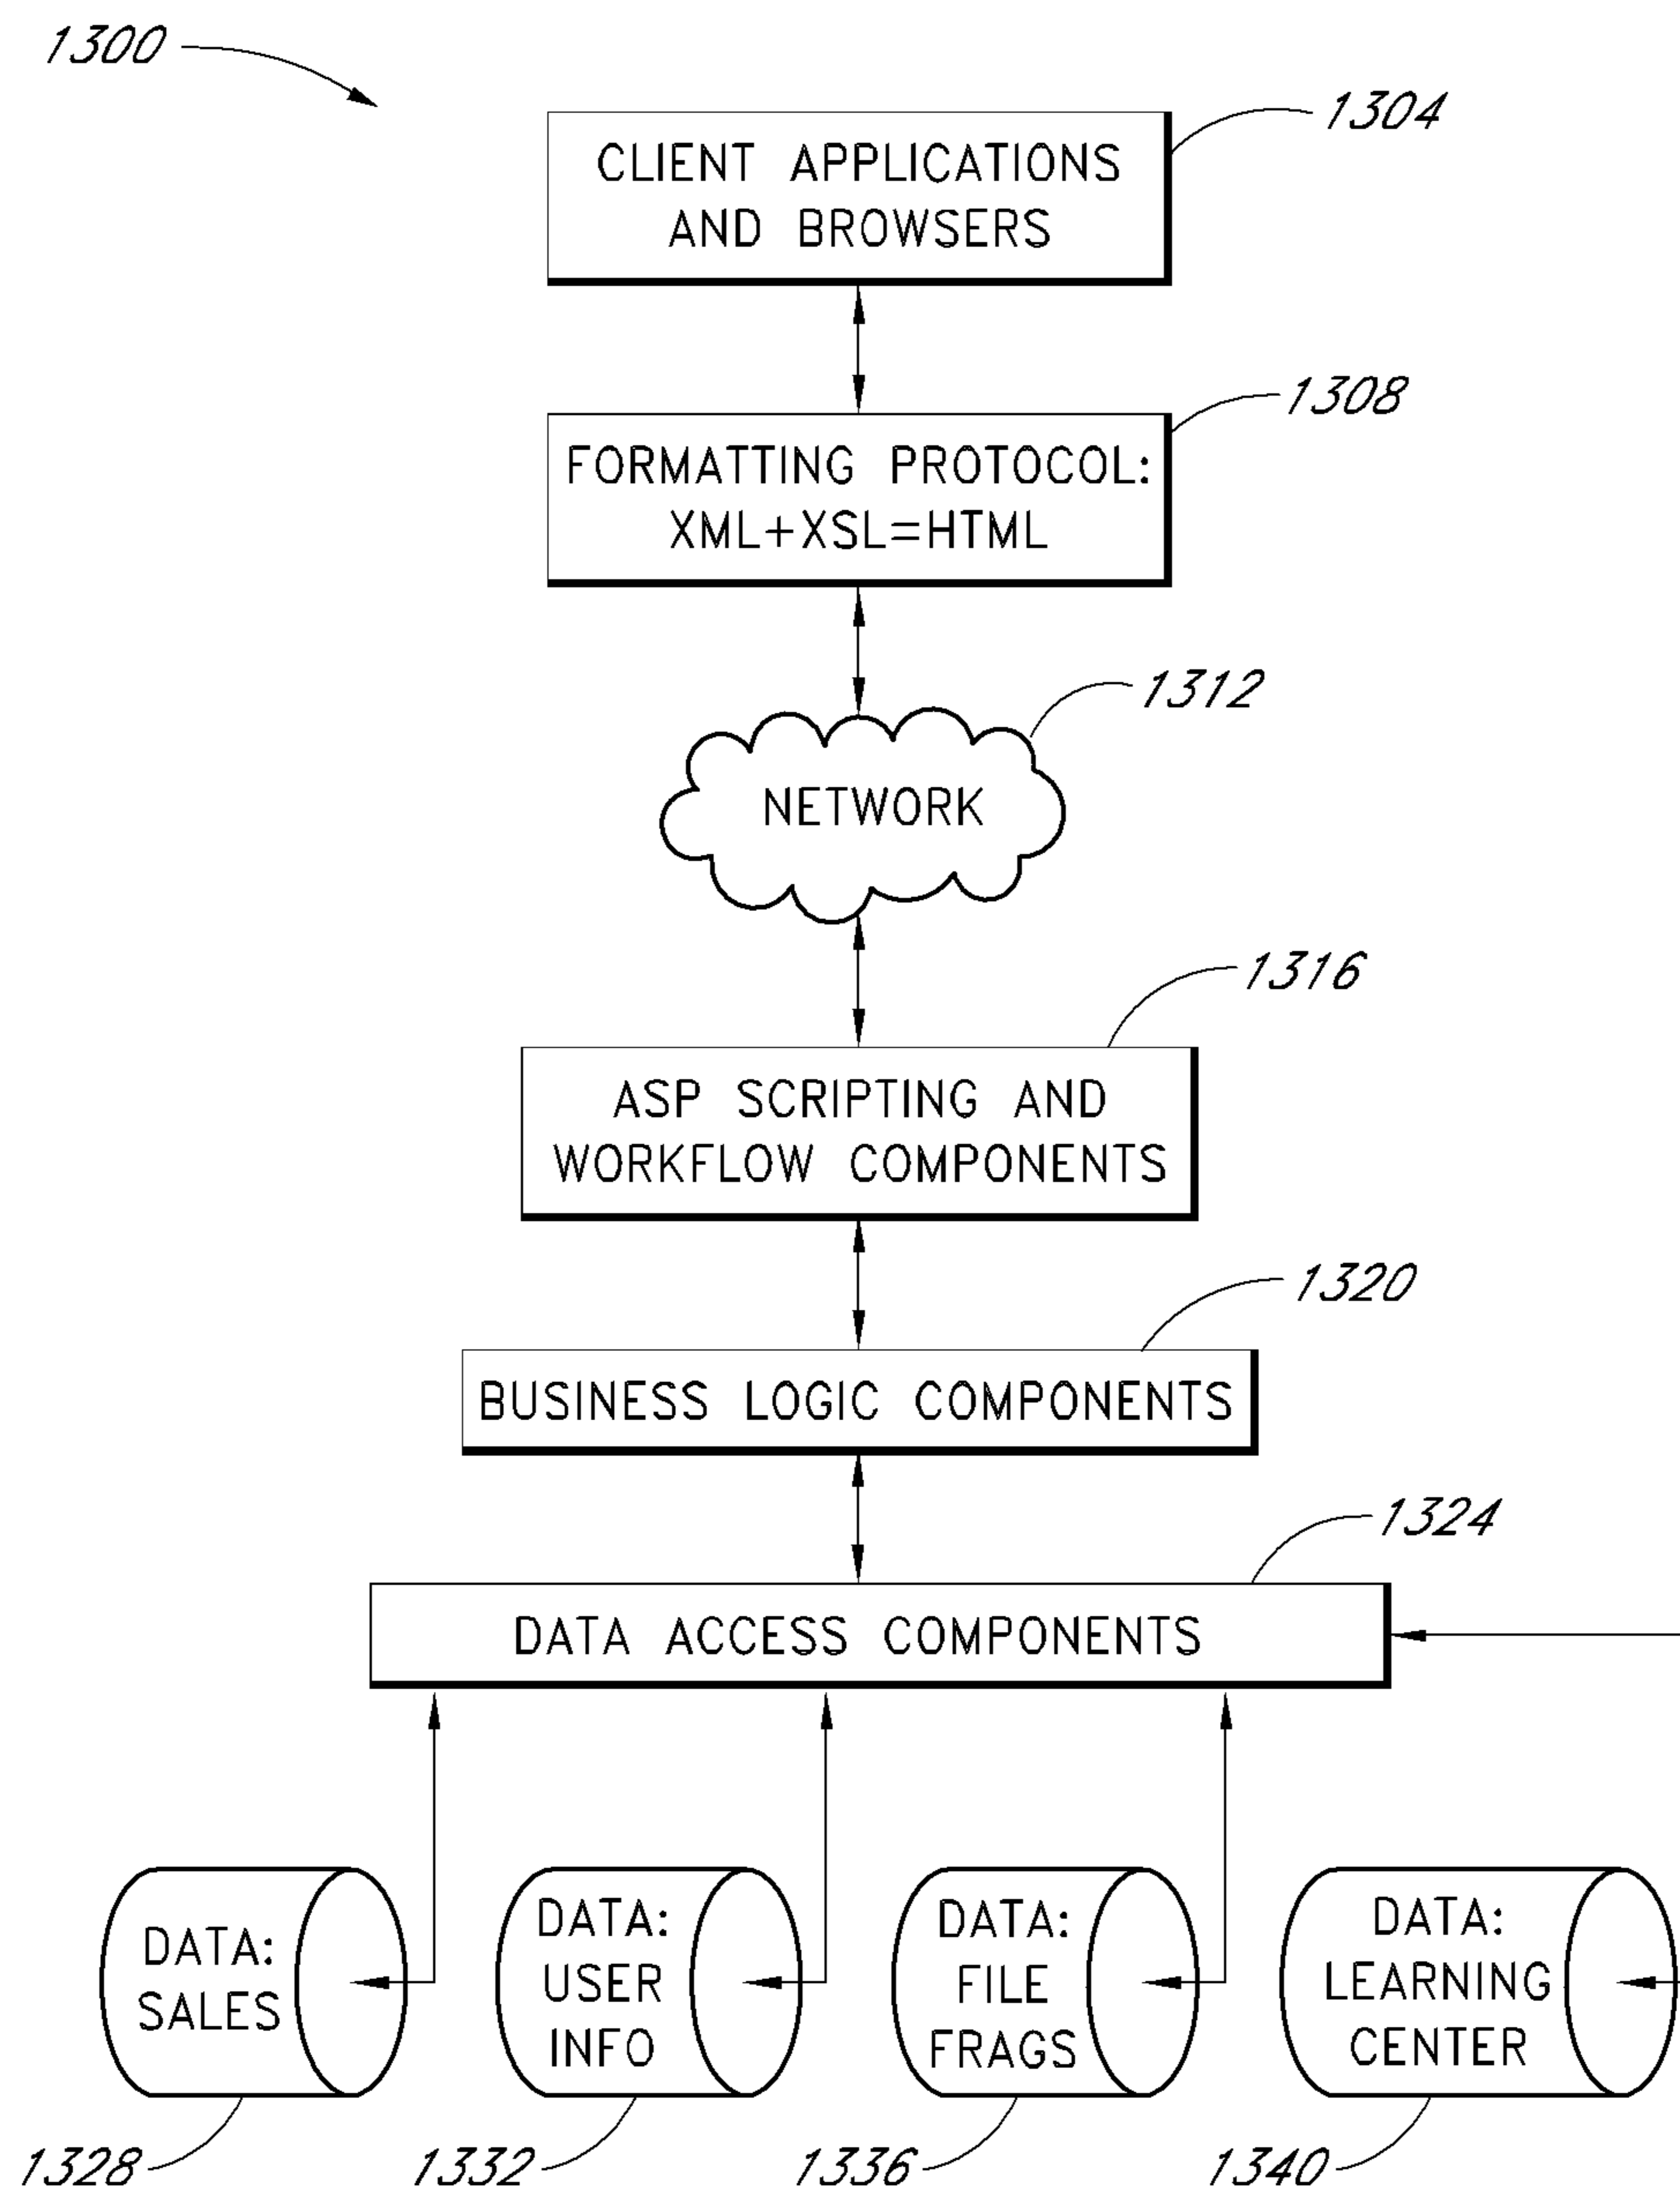 1300
1304
CLIENT APPLICATIONS
AND BROWSERS
1308
FORMATTING PROTOCOL:
XML+XSL=HTML
1312
NETWORK
1316
ASP SCRIPTING AND
WORKFLOW COMPONENTS
1320
BUSINESS LOGIC COMPONENTS
1324
DATA ACCESS COMPONENTS
DATA:
SALES
DATA:
USER
INFO
DATA:
FILE
FRAGS
DATA:
LEARNING
CENTER
1328
1332
1336
1340